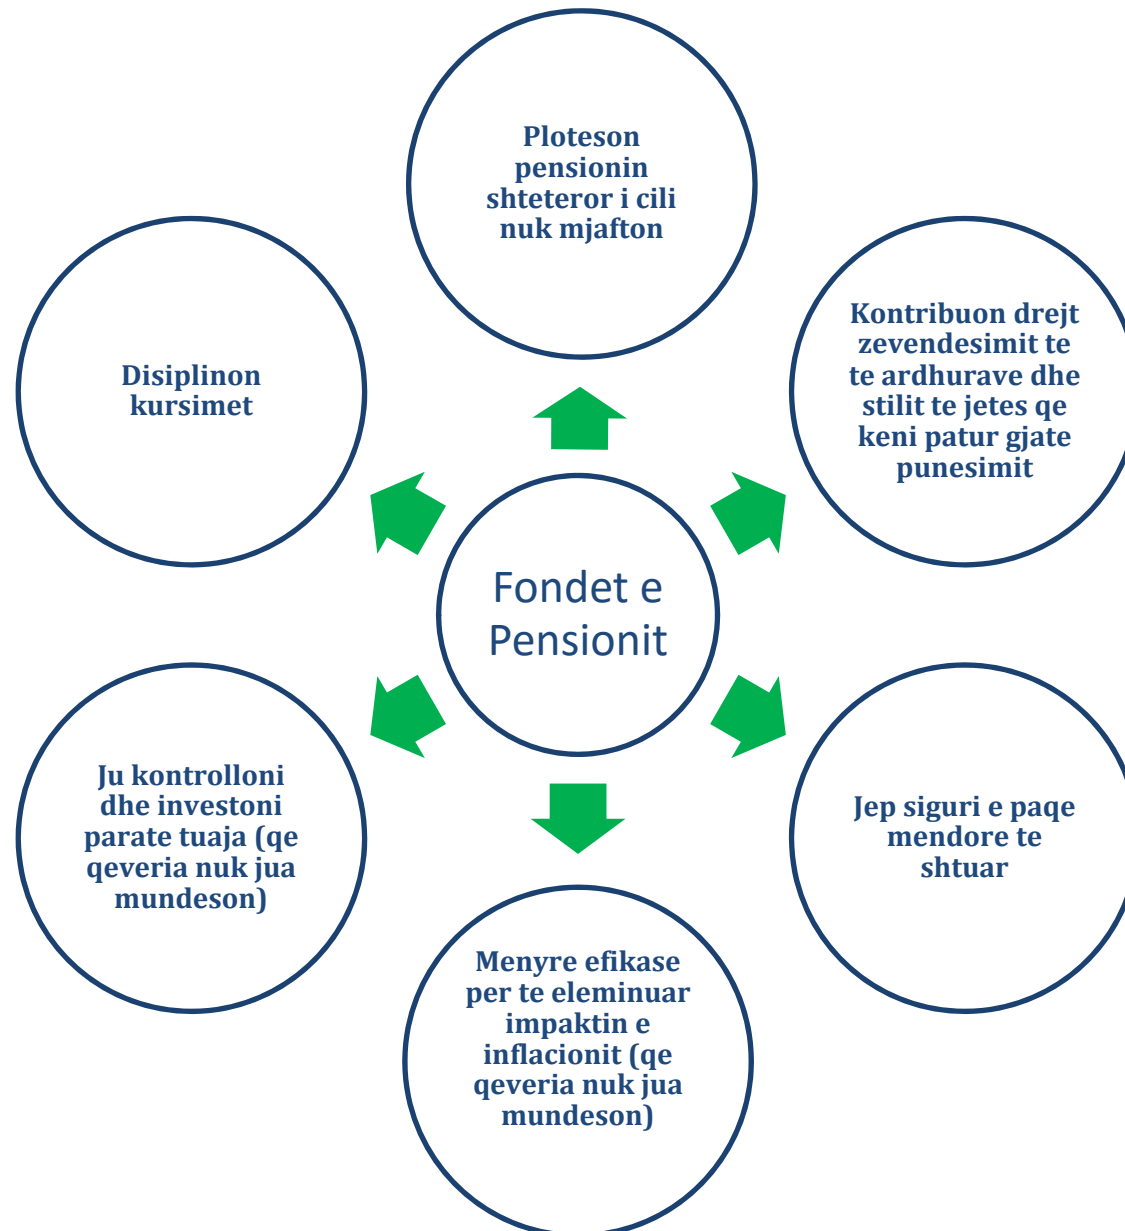 Ploteson
pensionin
shteteror i cili
nuk mjafton
Kontribuon drejt
zevendesimit te
te ardhurave dhe
stilit te jetes qe
keni patur gjate
punesimit
Disiplinon
kursimet
Fondet e
Pensionit
Ju kontrolloni
dhe investoni
parate tuaja (qe
qeveria nuk jua
mundeson)
Jep siguri e paqe
mendore te
shtuar
Menyre efikase
per te eleminuar
impaktin e
inflacionit (qe
qeveria nuk jua
mundeson)